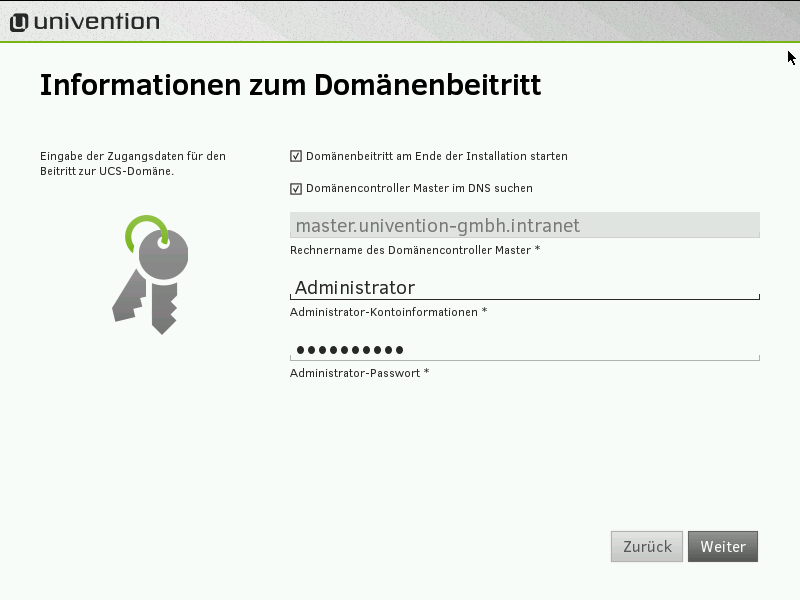 univention
Informationen zum Domänenbeitritt
Eingabe der Zugangsdaten für den
Beitritt zur UCS-Domäne.
Domänenbeitritt am Ende der Installation starten
Domänencontroller Master im DNS suchen
master.univention-gmbh.intranet
Rechnername des Domänencontroller Master *
Administrator
Administrator-Kontoinformationen *
●●●●●●●●●●
Administrator-Passwort *
Zurück
Weiter